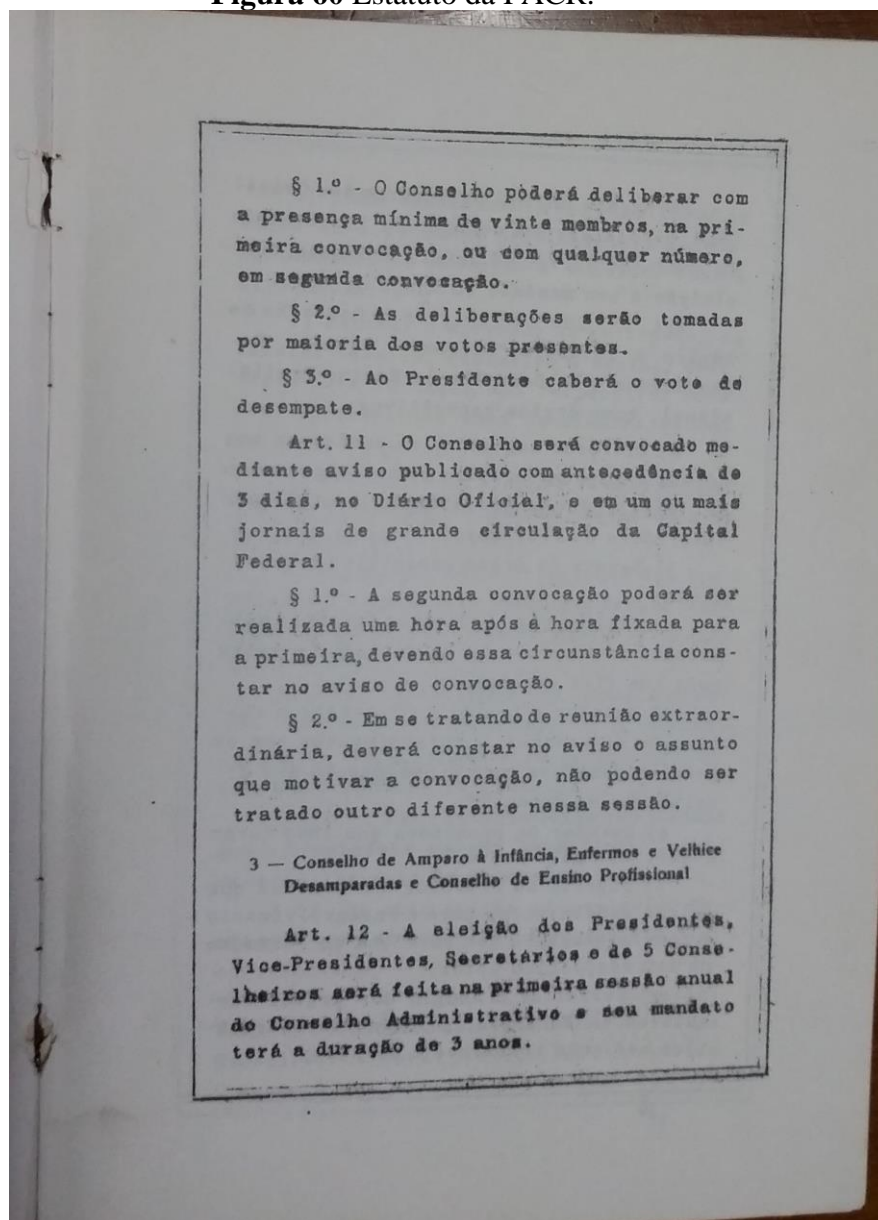 Figura 60 Estatuto da FACR.
§ 1.º - O Conselho poderá deliberar com
a presença mínima de vinte membros, na pri-
meira convocação, ou com qualquer número,
em segunda convocação.
§ 2.º - As deliberações serão tomadas
por maioria dos votos presentes.
§ 3.º - Ao Presidente caberá o voto de
desempate.
Art. 11 - O Conselho será convocado me-
diante aviso publicado com antecedência de
3 dias, no Diário Oficial, e em um ou mais
jornais de grande circulação da Capital
Federal.
§ 1.º - A segunda convocação poderá ser
realizada uma hora após à hora fixada para
a primeira, devendo essa circunstância cons-
tar no aviso de convocação.
§ 2.º - Em se tratando de reunião extraor-
dinária, deverá constar no aviso o assunto
que motivar a convocação, não podendo ser
tratado outro diferente nessa sessão.
3 — Conselho de Amparo à Infância, Enfermos e Velhice
Desamparadas e Conselho de Ensino Profissional
Art. 12 - A eleição dos Presidentes,
Vice-Presidentes, Secretários e de 5 Conse-
lheiros será feita na primeira sessão anual
do Conselho Administrativo e seu mandato
terá a duração de 3 anos.